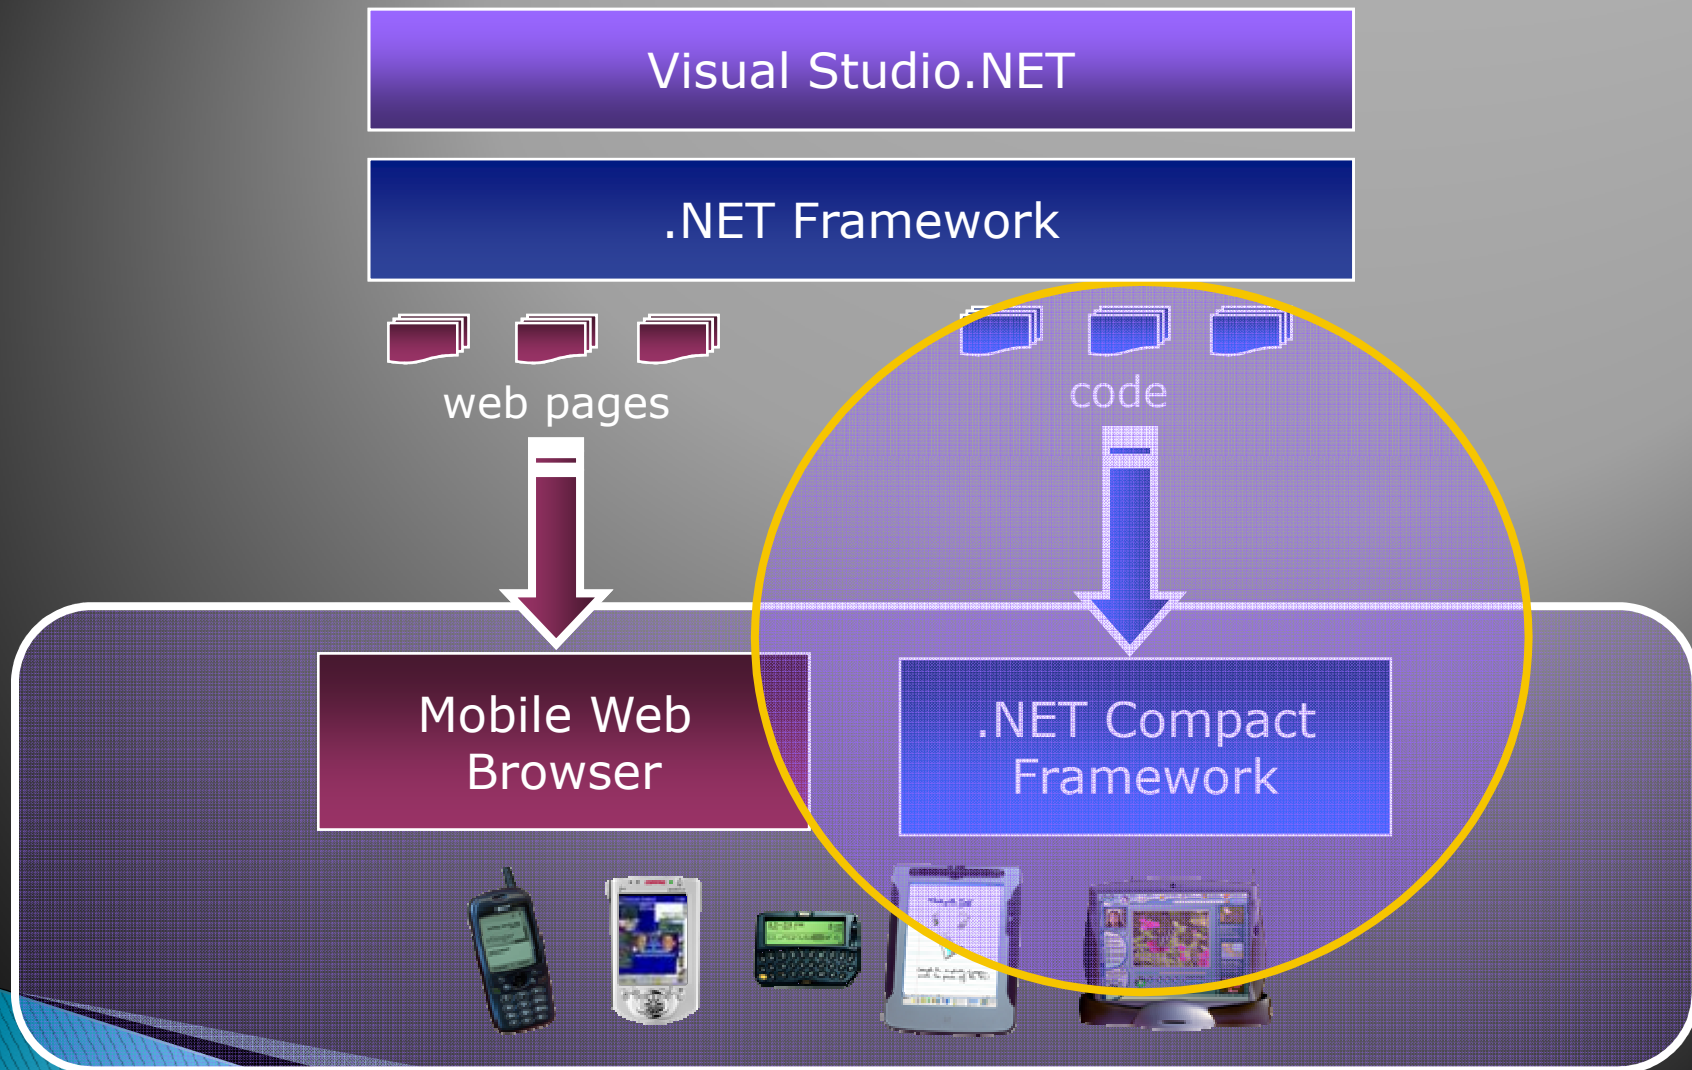 Visual Studio.NET
.NET Framework
web pages
code
Mobile Web
Browser
.NET Compact
Framework